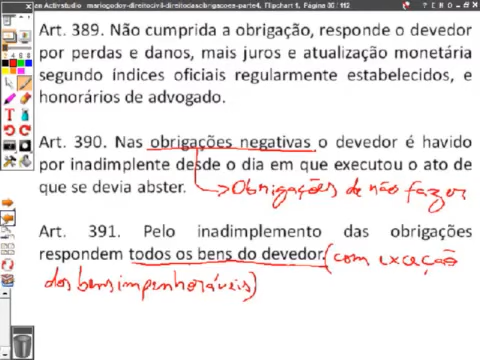 us Activstudio - mariogodoy-direitocivil-direitodasobrigacoes-parte4, Flipchart 1, Página 30 / 112
Art. 389. Não cumprida a obrigação, responde o devedor
por perdas e danos, mais juros e atualização monetária
segundo índices oficiais regularmente estabelecidos, e
honorários de advogado.
Art. 390. Nas obrigações negativas o devedor é havido
por inadimplente desde o dia em que executou o ato de
que se devia abster.
Obrigações de não fazer
Art. 391. Pelo inadimplemento das obrigações
respondem todos os bens do devedor. (com exceção
dos bens impenhoráveis)